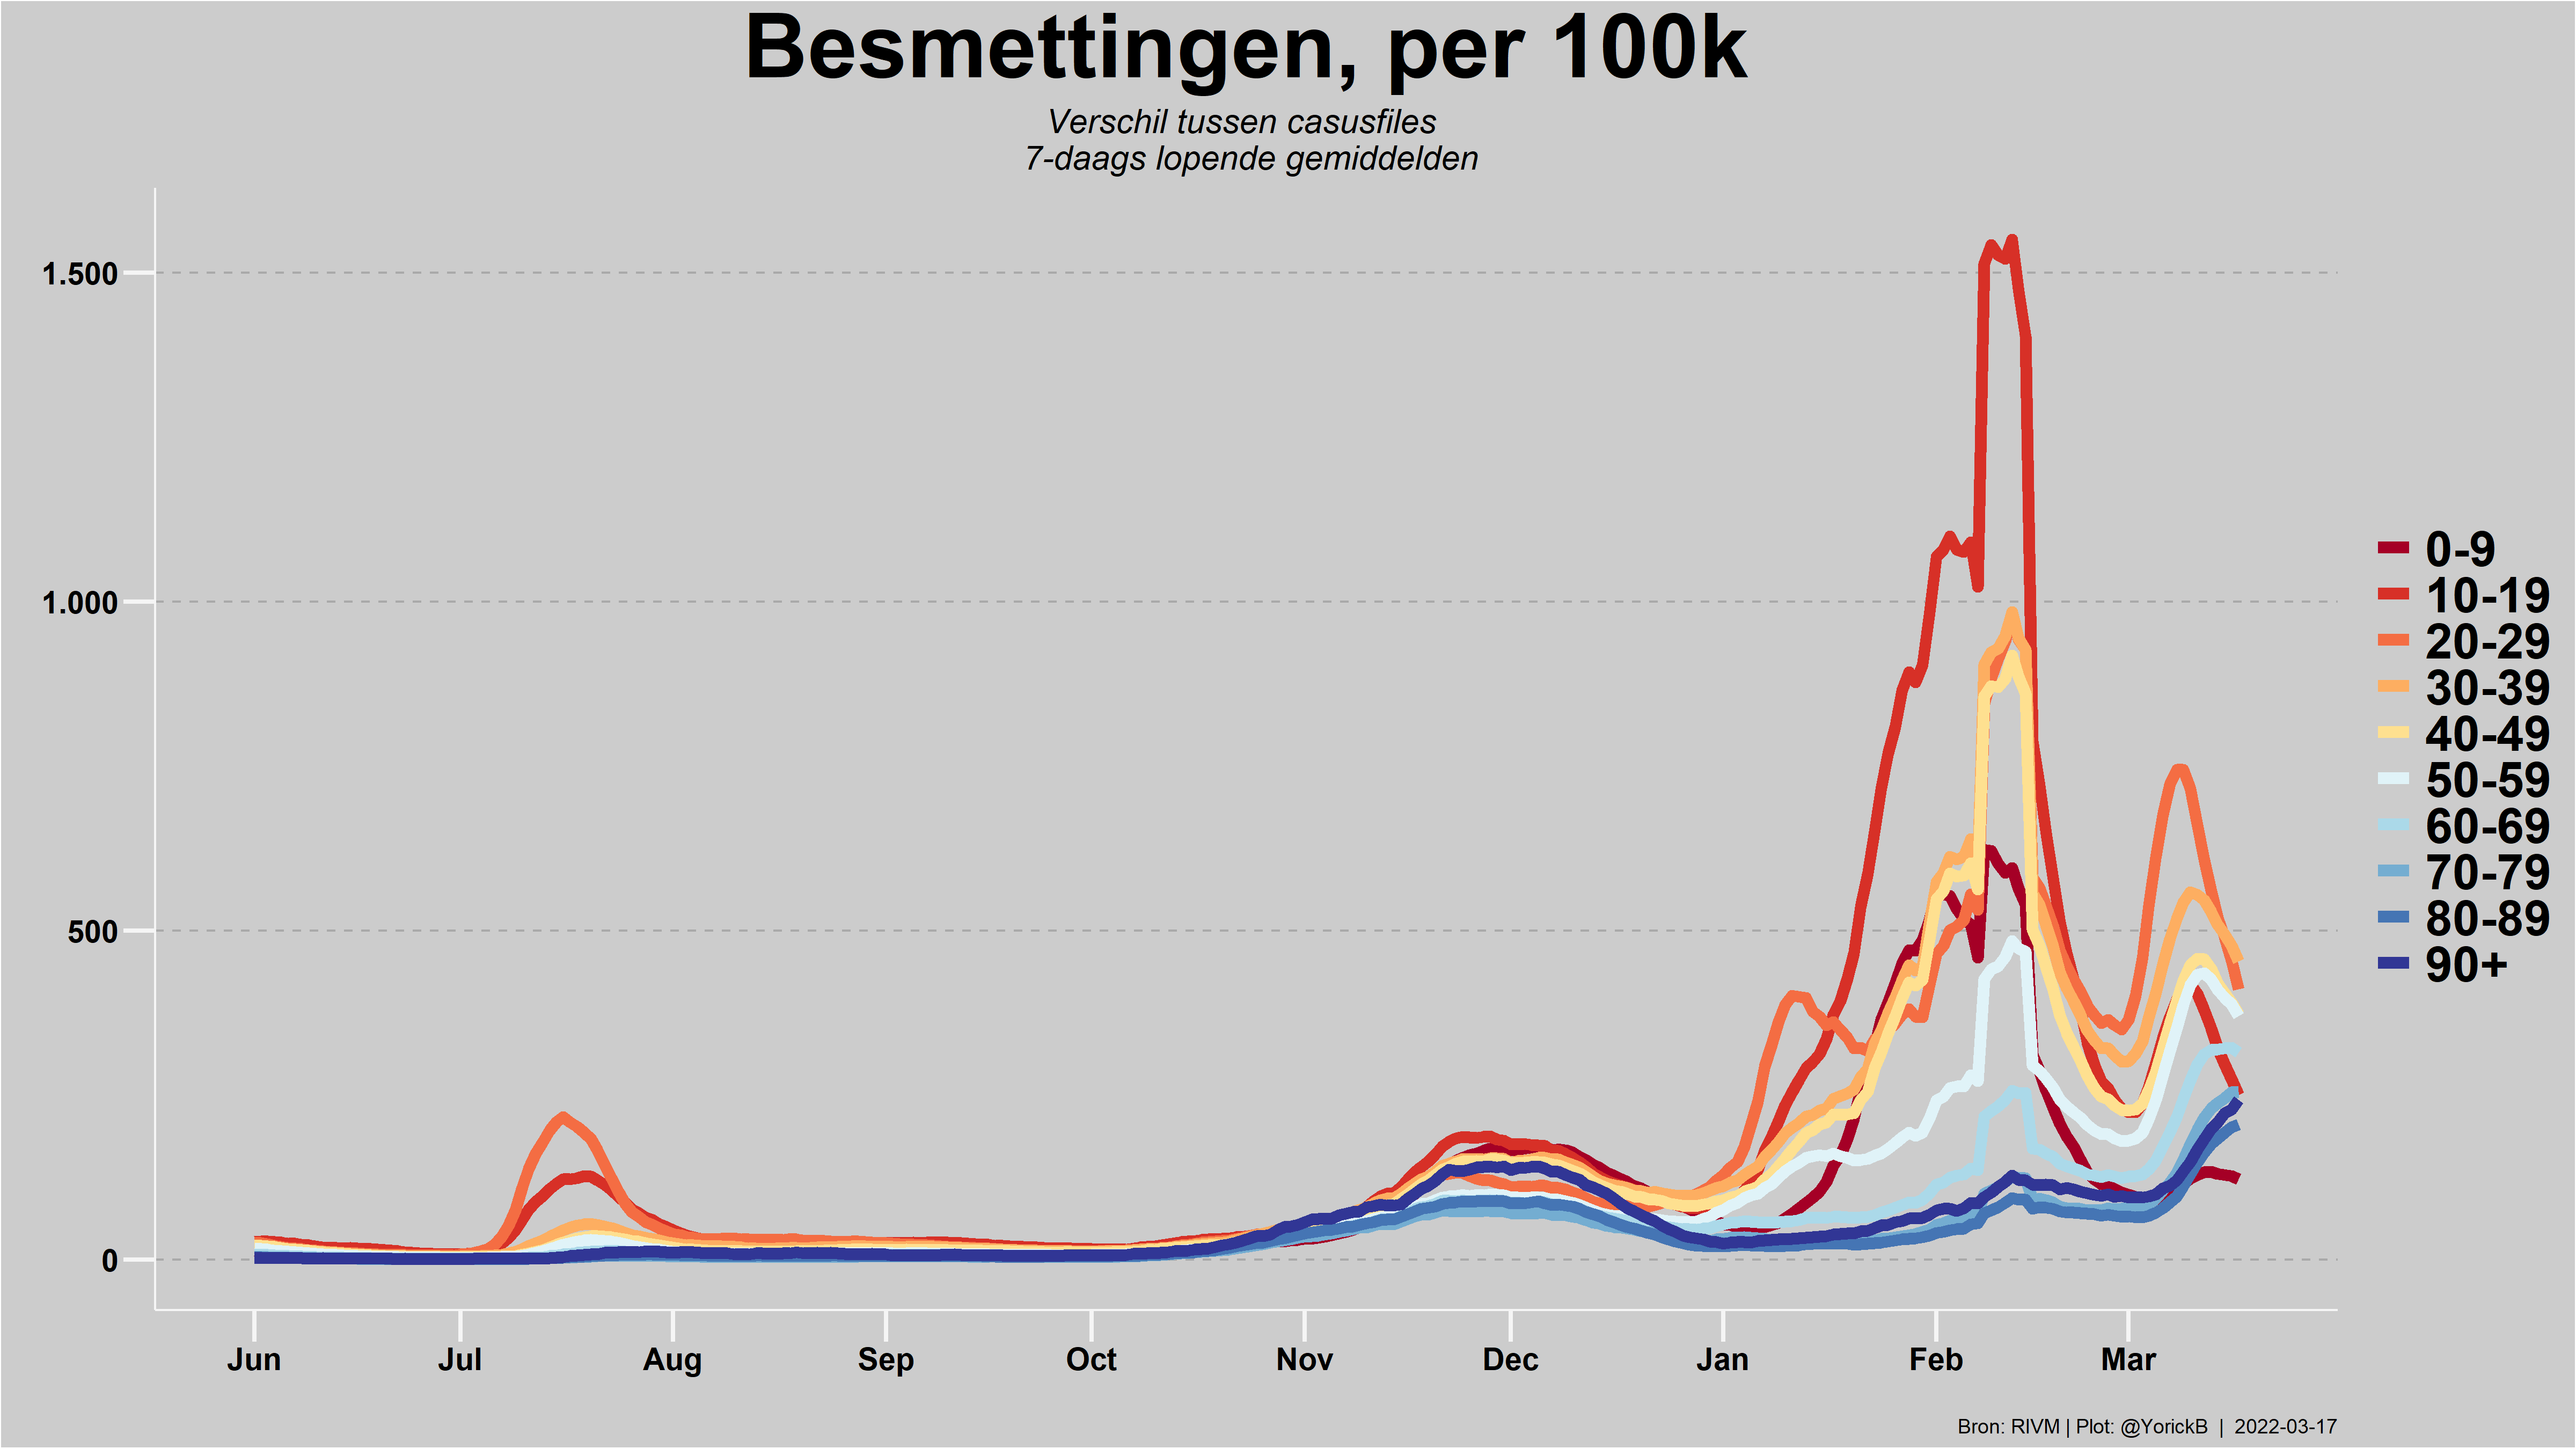 Besmettingen, per 100k
Verschil tussen casusfiles
7-daags lopende gemiddelden
1.500
1.000
500
0
Jun Jul Aug Sep Oct Nov Dec Jan Feb Mar
0-9
10-19
20-29
30-39
40-49
50-59
60-69
70-79
80-89
90+
Bron: RIVM | Plot: @YorickB | 2022-03-17